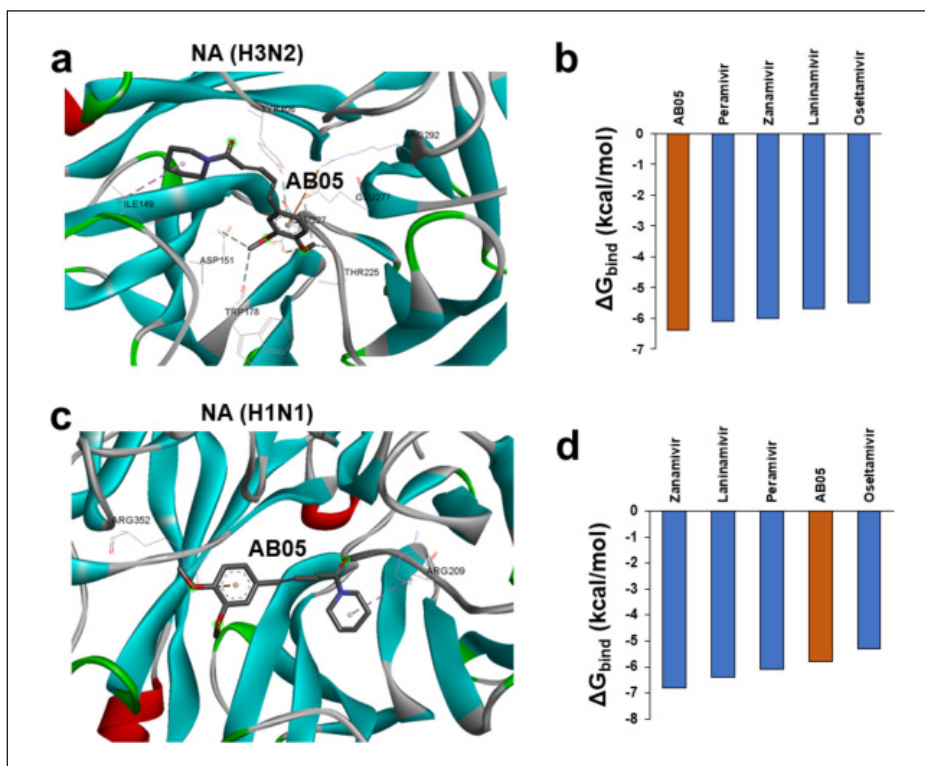 a
NA (H3N2)
ARG292
AB05
GLU277
ILE149
ASP151
THR225
TRP178
b
AB05
Peramivir
Zanamivir
Laninamivir
Oseltamivir
0
-1
-2
-3
-4
-5
-6
-7
ΔGbind (kcal/mol)
c
NA (H1N1)
ARG352
AB05
ARG209
d
Zanamivir
Laninamivir
Peramivir
AB05
Oseltamivir
0
-1
-2
-3
-4
-5
-6
-7
-8
ΔGbind (kcal/mol)